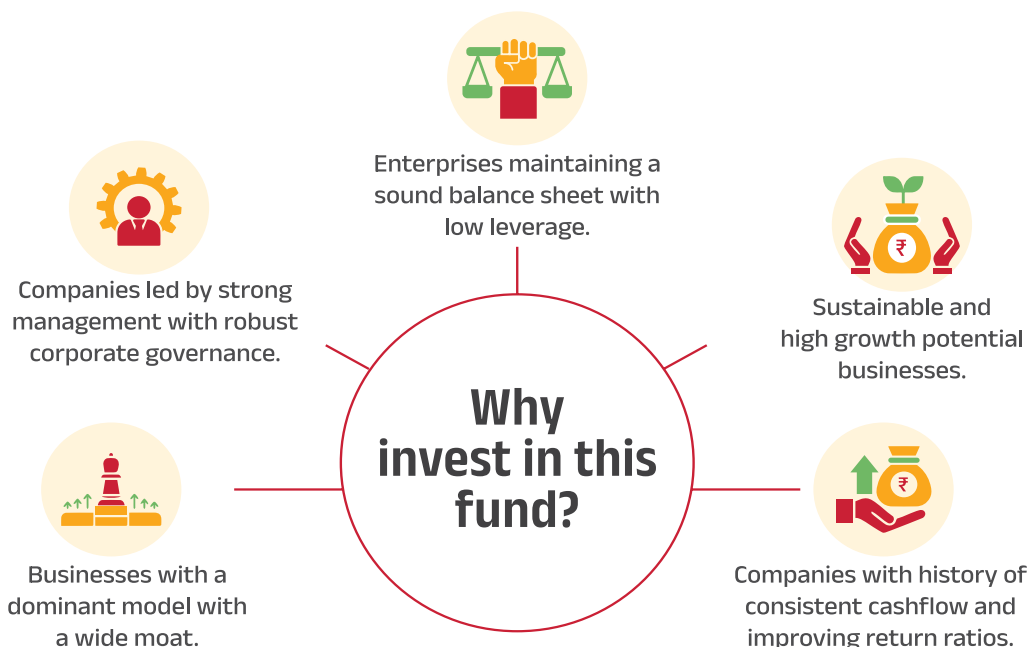 Enterprises maintaining a
sound balance sheet with
low leverage.
Companies led by strong
management with robust
corporate governance.
₹
Sustainable and
high growth potential
businesses.
Why
invest in this
fund?
Businesses with a
dominant model with
a wide moat.
₹
Companies with history of
consistent cashflow and
improving return ratios.